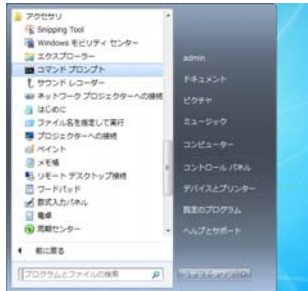 アクセサリ
Snipping Tool
Windows モビリティ センター
エクスプローラー
コマンド プロンプト
サウンド レコーダー
ネットワーク プロジェクターへの接続
はじめに
ファイル名を指定して実行
プロジェクターへの接続
ペイント
メモ帳
リモート デスクトップ接続
ワードパッド
数式入力パネル
電卓
同期センター
前に戻る
プログラムとファイルの検索
admin
ドキュメント
ピクチャ
ミュージック
コンピューター
コントロール パネル
デバイスとプリンター
既定のプログラム
ヘルプとサポート